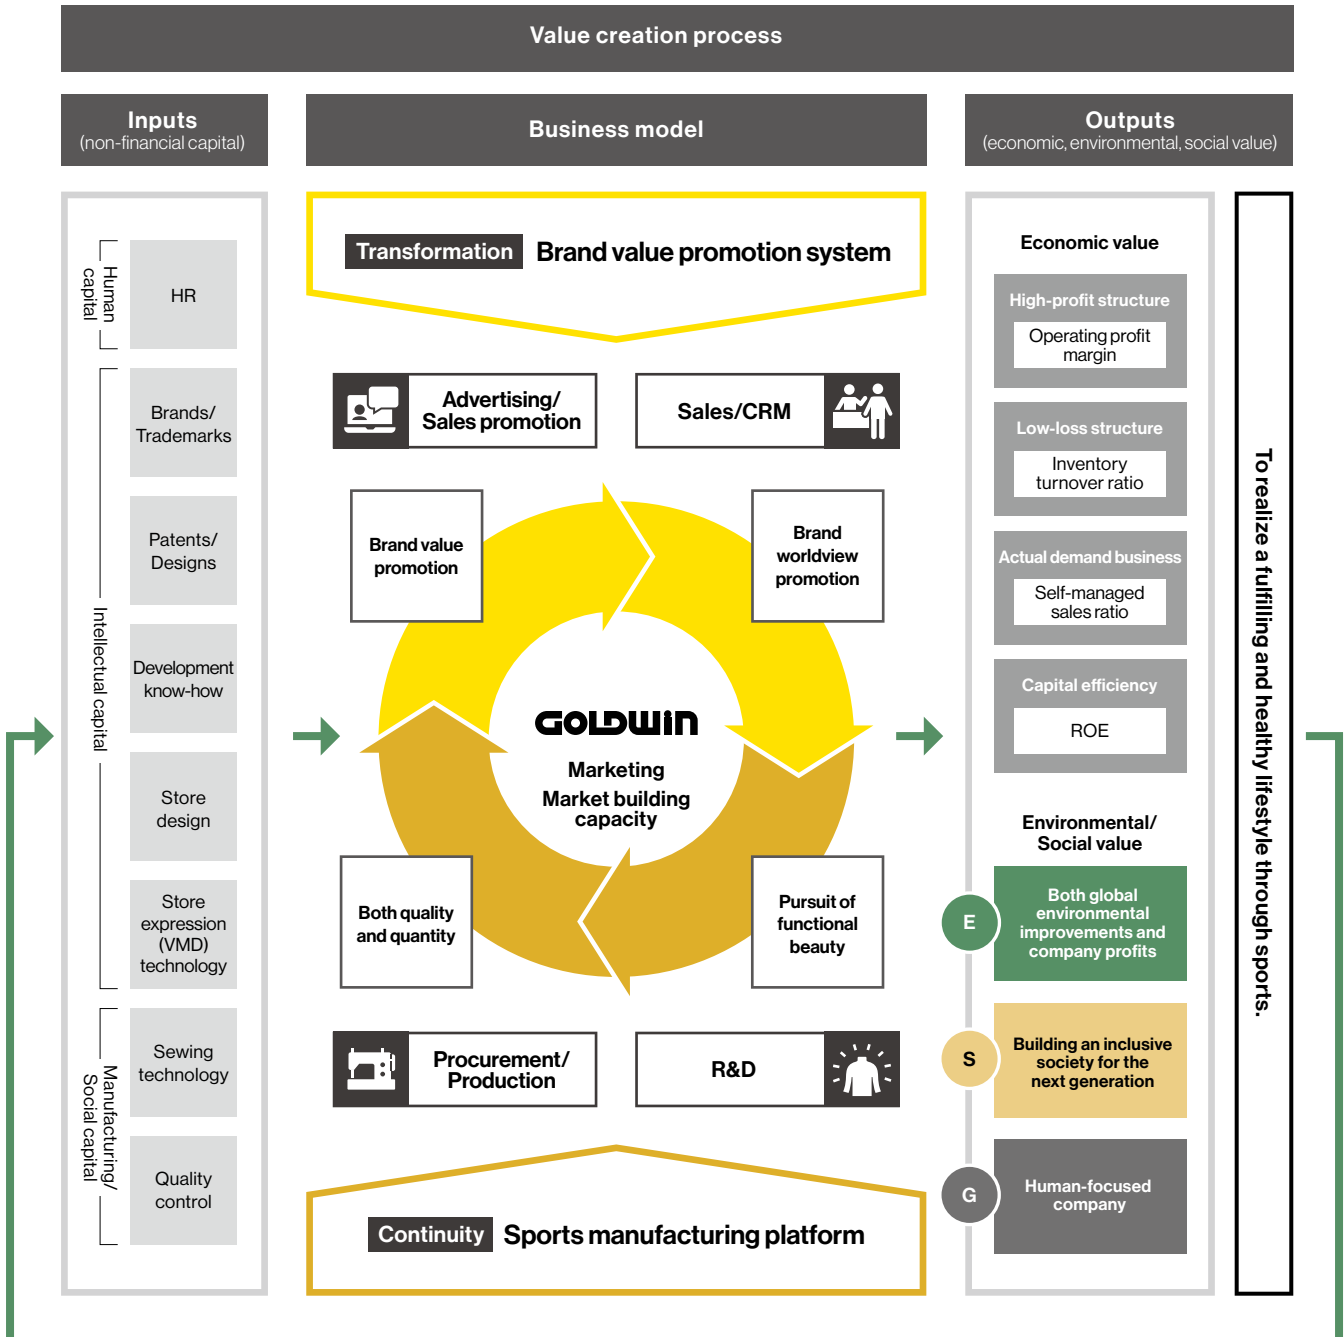 Value creation process
Inputs
(non-financial capital)
Business model
Outputs
(economic, environmental, social value)
Human
capital
HR
Intellectual capital
Brands/
Trademarks
Patents/
Designs
Development
know-how
Store
design
Store
expression
(VMD)
technology
Manufacturing/
Social capital
Sewing
technology
Quality
control
Transformation Brand value promotion system
Advertising/
Sales promotion
Sales/CRM
Brand value
promotion
Brand
worldview
promotion
GOLDWIN
Marketing
Market building
capacity
Both quality
and quantity
Pursuit of
functional
beauty
Procurement/
Production
R&D
Continuity Sports manufacturing platform
Economic value
High-profit structure
Operating profit
margin
Low-loss structure
Inventory
turnover ratio
Actual demand business
Self-managed
sales ratio
Capital efficiency
ROE
Environmental/
Social value
E
Both global
environmental
improvements and
company profits
S
Building an inclusive
society for the
next generation
G
Human-focused
company
To realize a fulfilling and healthy lifestyle through sports.